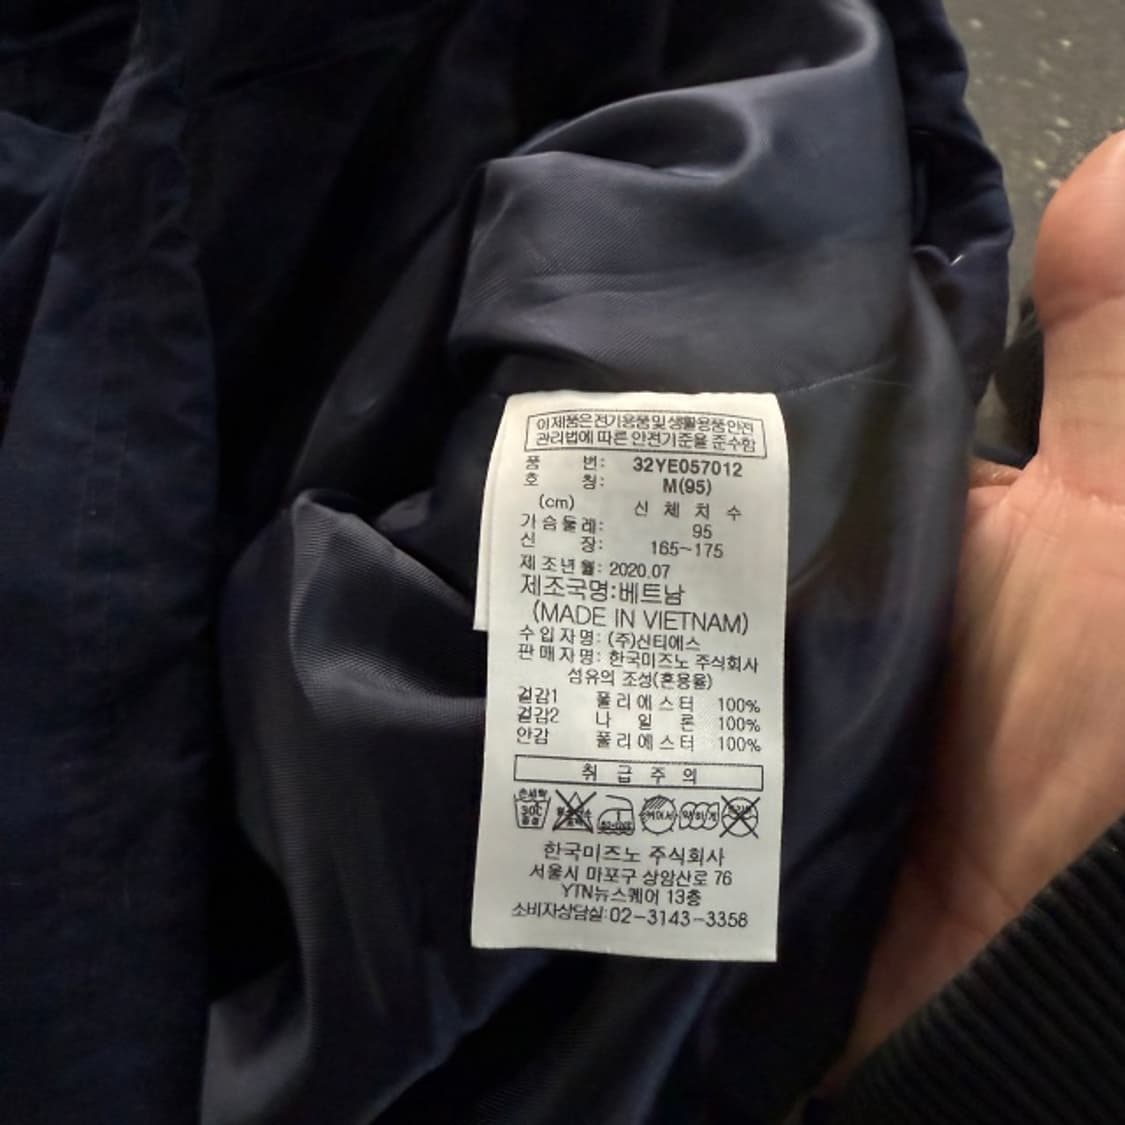 이 제품은 전기용품 및 생활용품 안전
관리법에 따른 안전기준을 준수함
품 번: 32YE057012
호 칭: M(95)
(cm) 신 체 치 수
가슴둘레: 95
신 장: 165~175
제조년월: 2020.07
제조국명:베트남
(MADE IN VIETNAM)
수입자명: (주)신티에스
판매자명: 한국미즈노 주식회사
섬유의 조성(혼용율)
겉감1 폴리에스터 100%
겉감2 나 일 론 100%
안감 폴리에스터 100%
취 급 주 의
손세탁 30℃ 약하게
한국미즈노 주식회사
서울시 마포구 상암산로 76
YTN뉴스퀘어 13층
소비자상담실:02-3143-3358